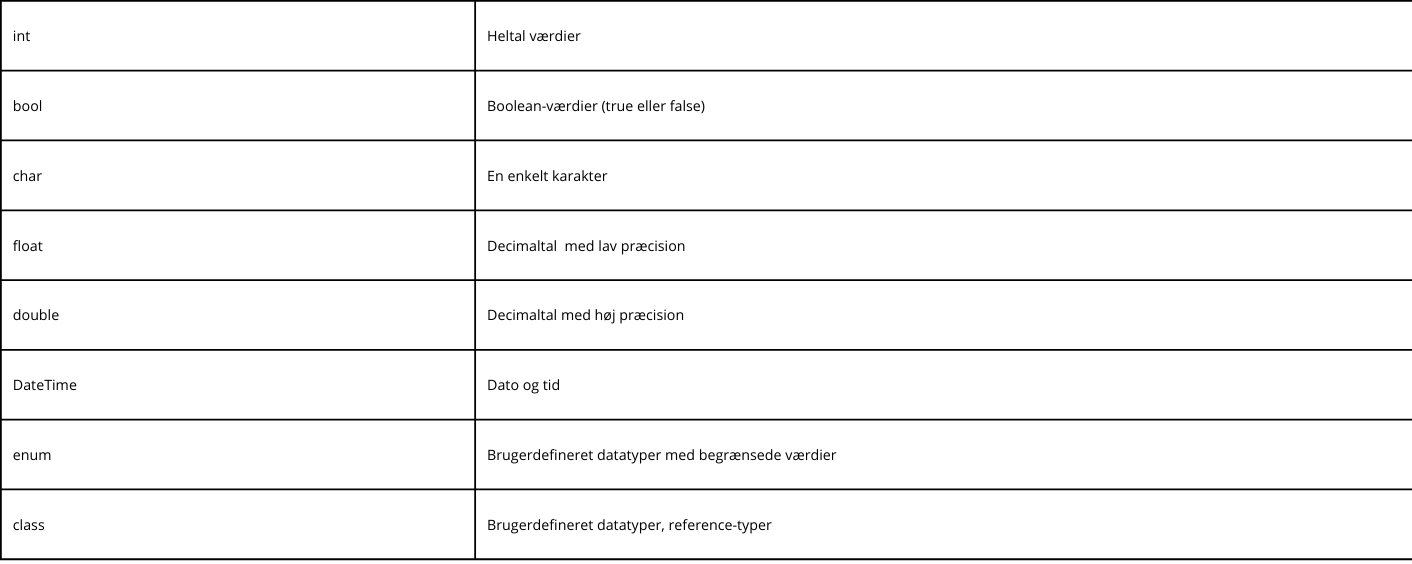 int
Heltal værdier
bool
Boolean-værdier (true eller false)
char
En enkelt karakter
float
Decimaltal  med lav præcision
double
Decimaltal med høj præcision
DateTime
Dato og tid
enum
Brugerdefineret datatyper med begrænsede værdier
class
Brugerdefineret datatyper, reference-typer